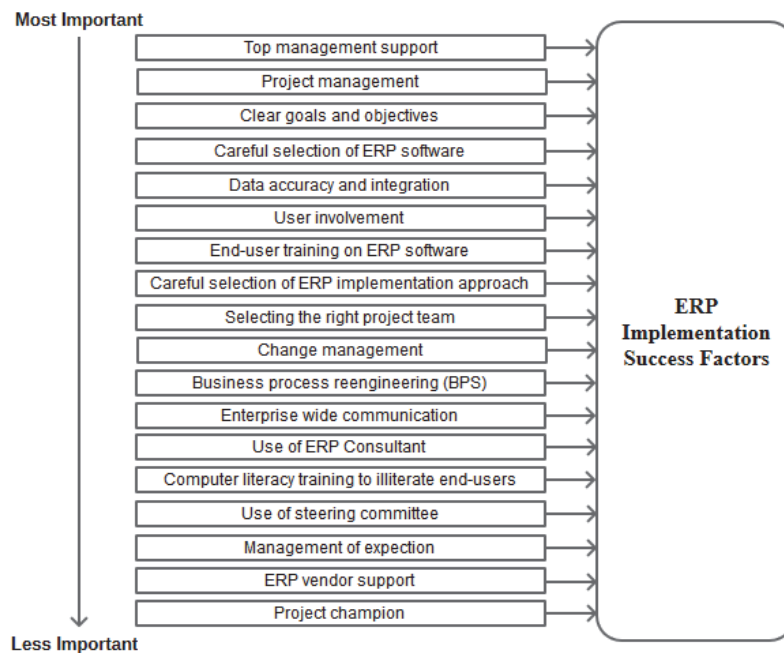 Most Important
Top management support
Project management
Clear goals and objectives
Careful selection of ERP software
Data accuracy and integration
User involvement
End-user training on ERP software
Careful selection of ERP implementation approach
Selecting the right project team
Change management
Business process reengineering (BPS)
Enterprise wide communication
Use of ERP Consultant
Computer literacy training to illiterate end-users
Use of steering committee
Management of expection
ERP vendor support
Project champion
Less Important
ERP
Implementation
Success Factors